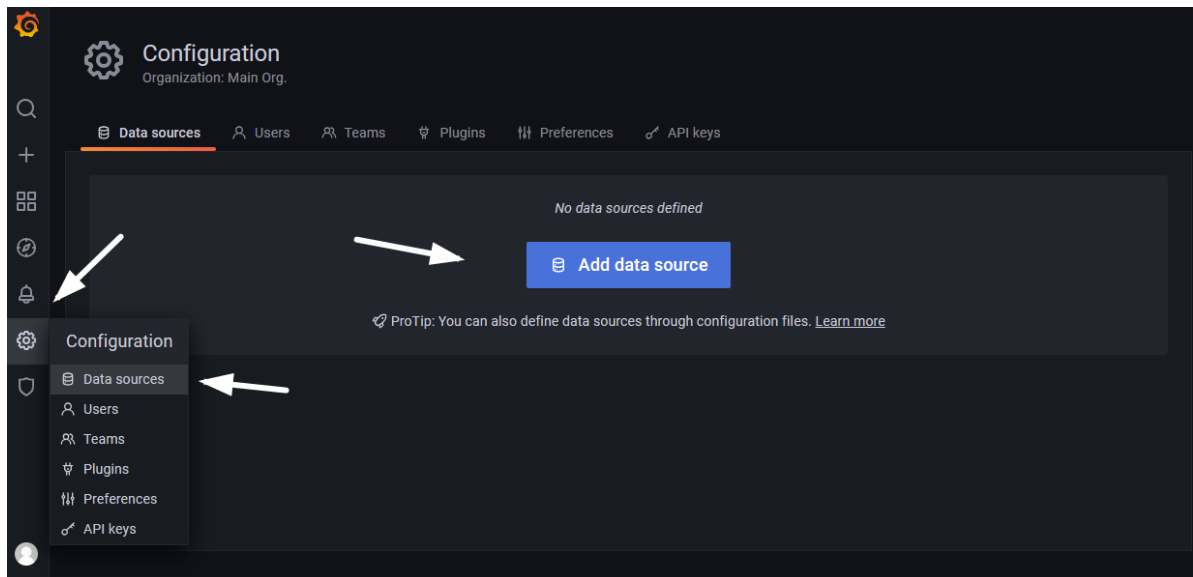 Configuration
Organization: Main Org.
Data sources
Users
Teams
Plugins
Preferences
API keys
No data sources defined
Add data source
ProTip: You can also define data sources through configuration files. Learn more
Configuration
Data sources
Users
Teams
Plugins
Preferences
API keys